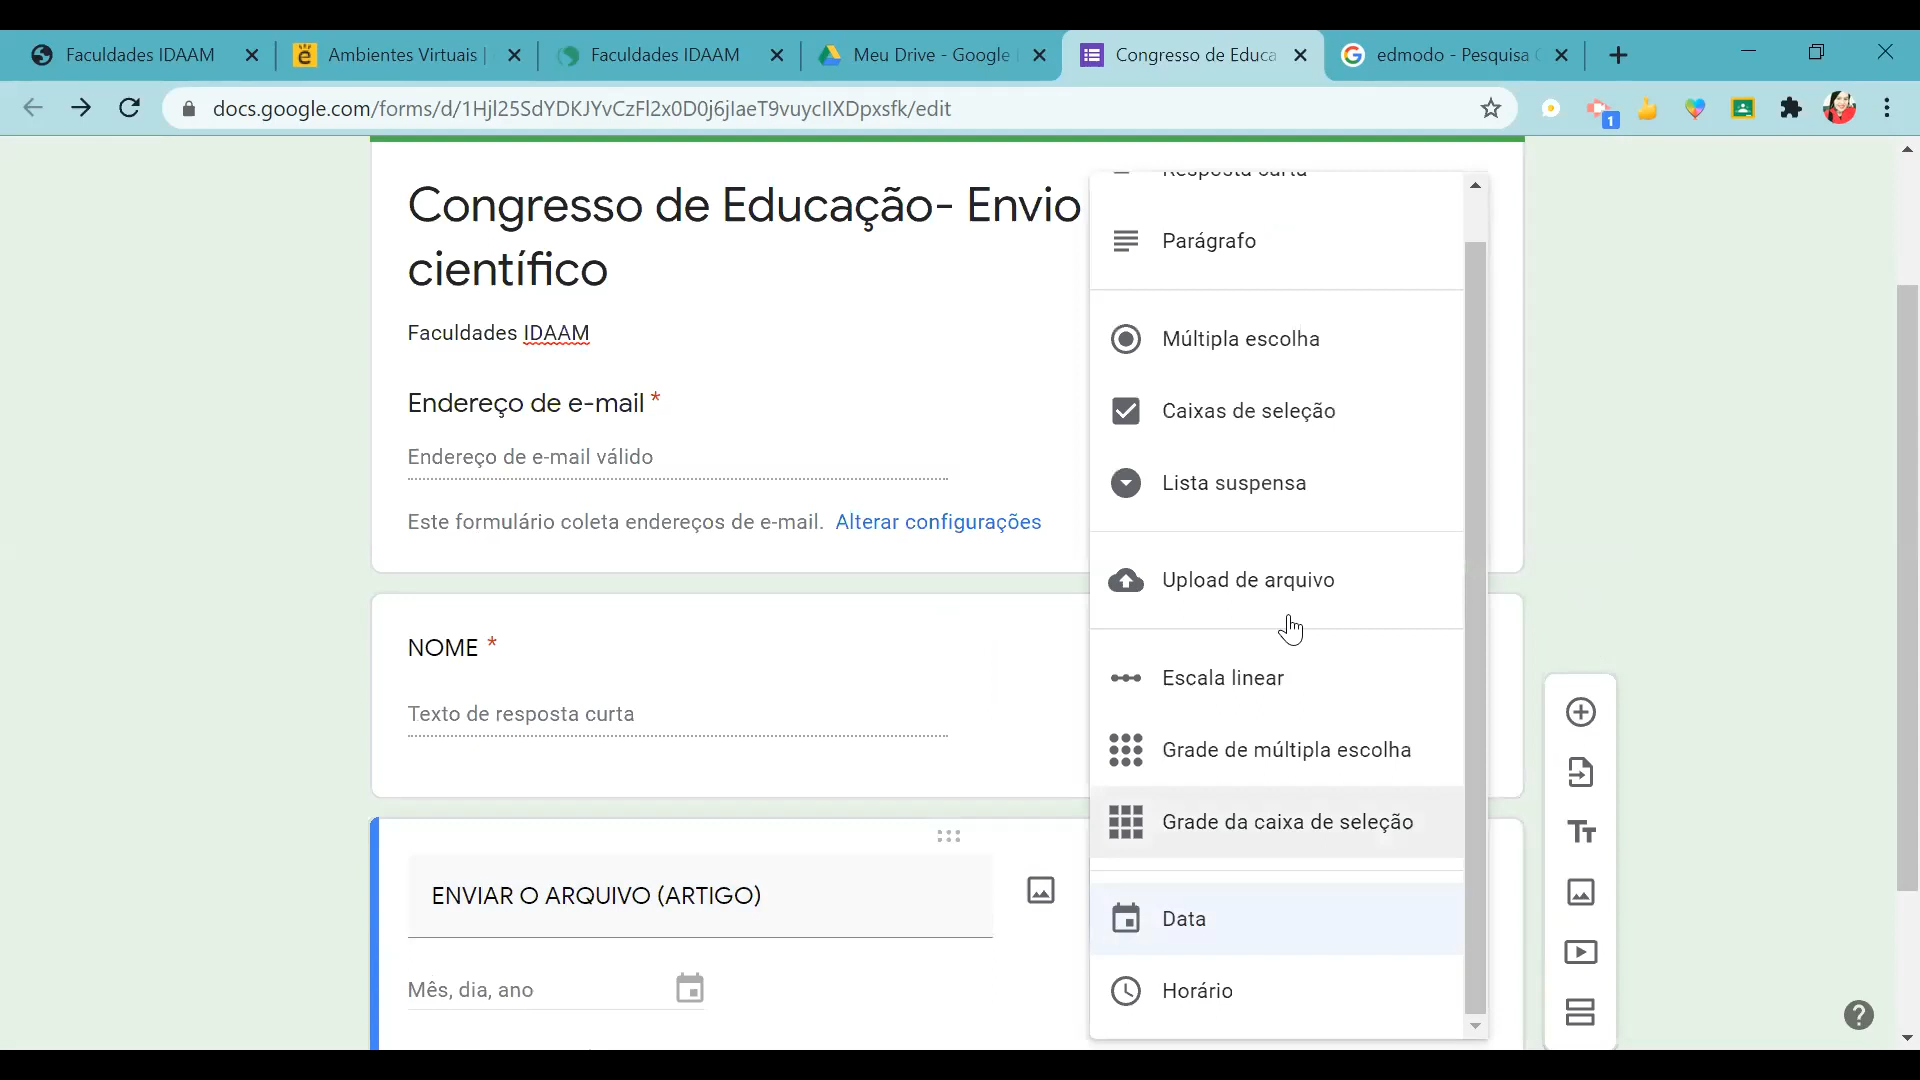 Faculdades IDAAM
Ambientes Virtuais |
Faculdades IDAAM
Meu Drive - Google
Congresso de Educa
edmodo - Pesquisa
docs.google.com/forms/d/1Hjl25SdYDKJYvCzFl2x0D0j6jIaeT9vuycIIXDpxsfk/edit
1
Congresso de Educação- Envio
científico
Faculdades IDAAM
Endereço de e-mail *
Endereço de e-mail válido
Este formulário coleta endereços de e-mail. Alterar configurações
NOME *
Texto de resposta curta
ENVIAR O ARQUIVO (ARTIGO)
Mês, dia, ano
Resposta curta
Parágrafo
Múltipla escolha
Caixas de seleção
Lista suspensa
Upload de arquivo
Escala linear
Grade de múltipla escolha
Grade da caixa de seleção
Data
Horário